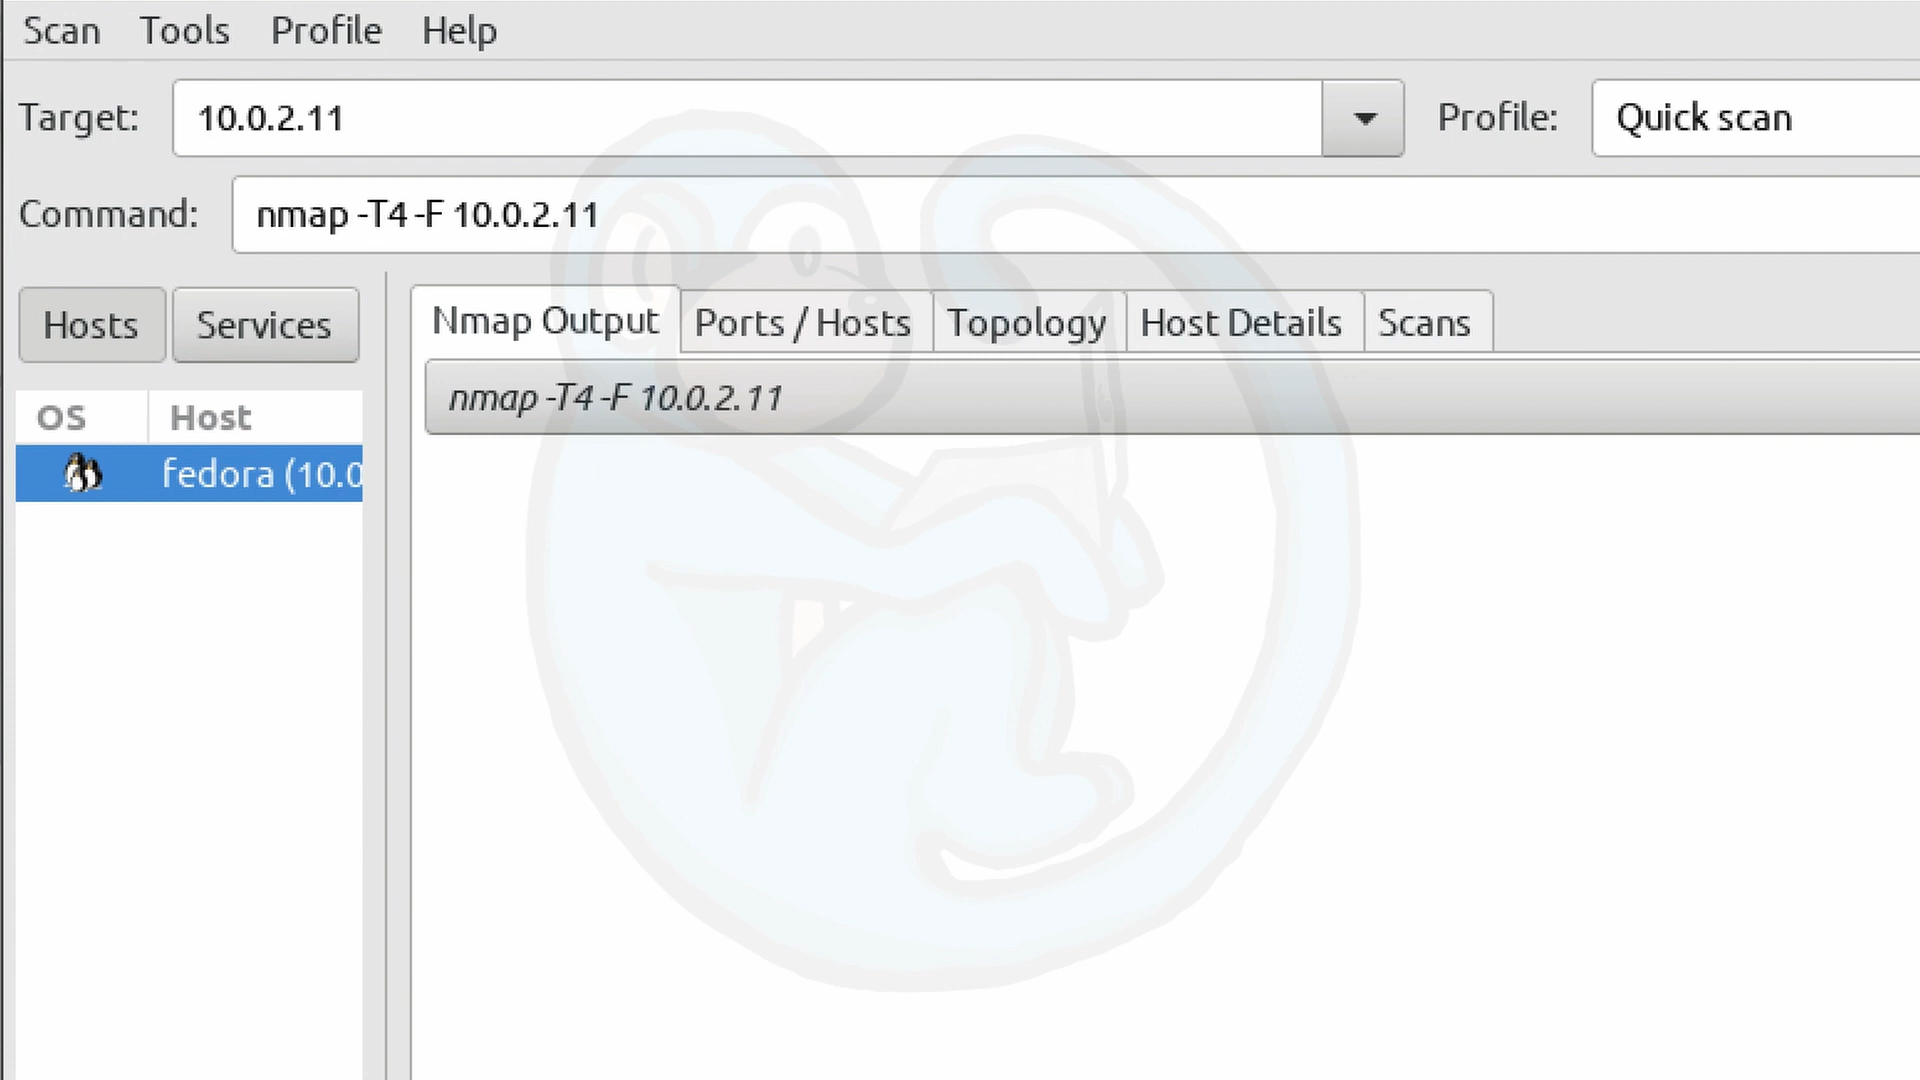 Scan Tools Profile Help
Target: 10.0.2.11 Profile: Quick scan
Command: nmap -T4 -F 10.0.2.11
Hosts Services
OS Host
fedora (10.0
Nmap Output Ports / Hosts Topology Host Details Scans
nmap -T4 -F 10.0.2.11